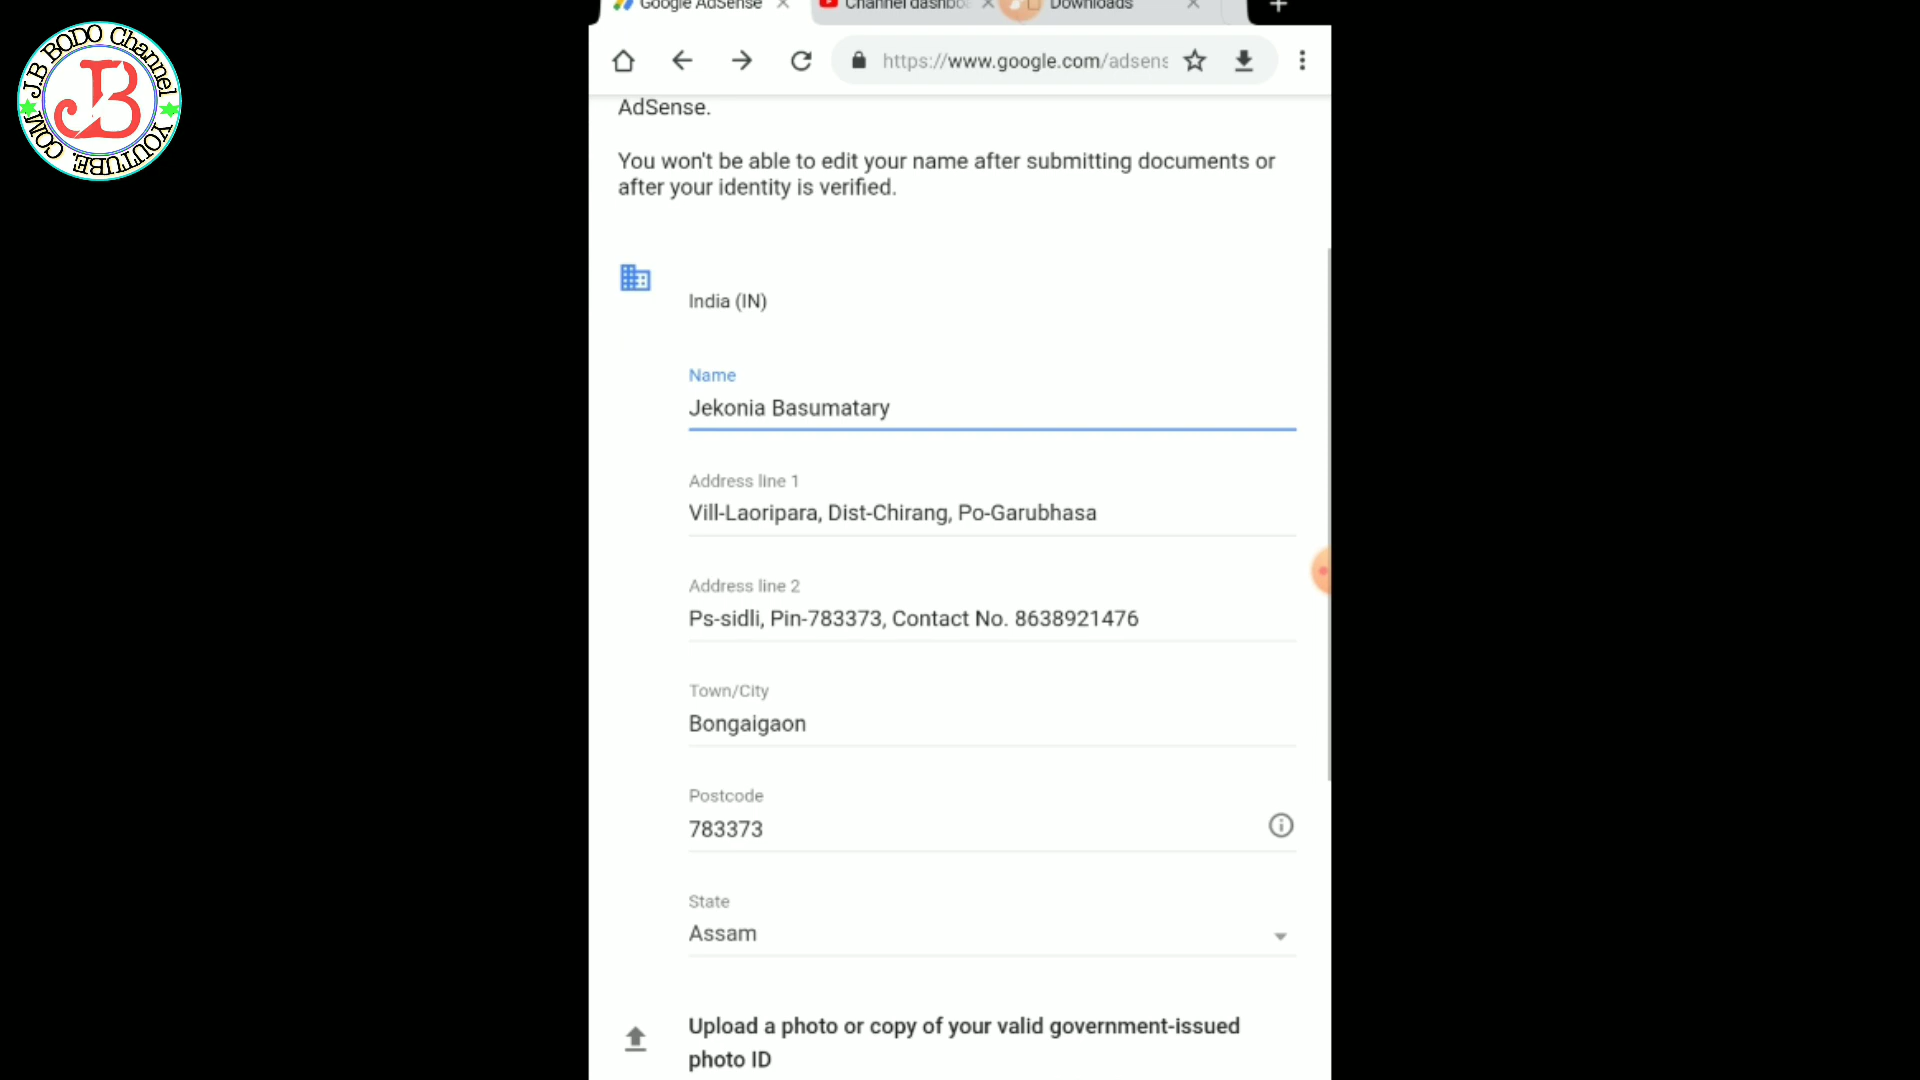 J.B BODO Channel
YOUTUBE.COM
JB
Google AdSense
Channel dashbo
Downloads
https://www.google.com/adsens
AdSense.
You won't be able to edit your name after submitting documents or
after your identity is verified.
India (IN)
Name
Jekonia Basumatary
Address line 1
Vill-Laoripara, Dist-Chirang, Po-Garubhasa
Address line 2
Ps-sidli, Pin-783373, Contact No. 8638921476
Town/City
Bongaigaon
Postcode
783373
State
Assam
Upload a photo or copy of your valid government-issued
photo ID